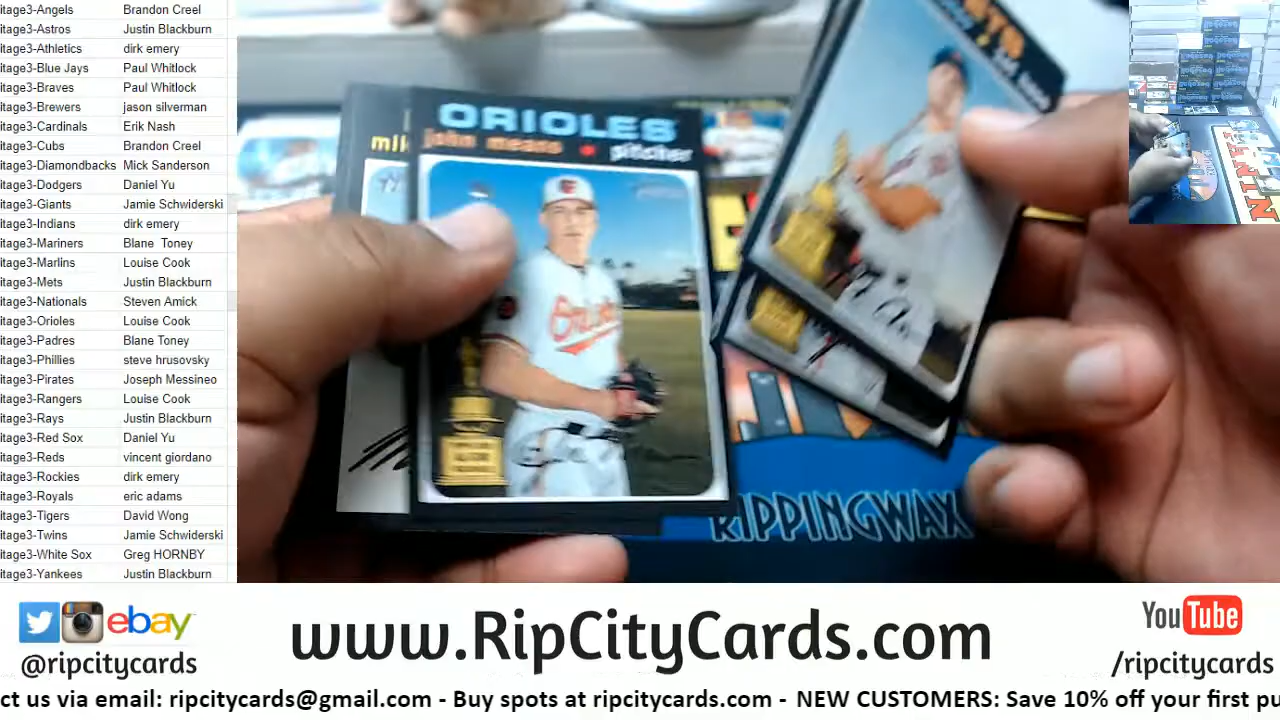 itage3-Angels Brandon Creel
itage3-Astros Justin Blackburn
itage3-Athletics dirk emery
itage3-Blue Jays Paul Whitlock
itage3-Braves Paul Whitlock
itage3-Brewers jason silverman
itage3-Cardinals Erik Nash
itage3-Cubs Brandon Creel
itage3-Diamondbacks Mick Sanderson
itage3-Dodgers Daniel Yu
itage3-Giants Jamie Schwiderski
itage3-Indians dirk emery
itage3-Mariners Blane Toney
itage3-Marlins Louise Cook
itage3-Mets Justin Blackburn
itage3-Nationals Steven Amick
itage3-Orioles Louise Cook
itage3-Padres Blane Toney
itage3-Phillies steve hrusovsky
itage3-Pirates Joseph Messineo
itage3-Rangers Louise Cook
itage3-Rays Justin Blackburn
itage3-Red Sox Daniel Yu
itage3-Reds vincent giordano
itage3-Rockies dirk emery
itage3-Royals eric adams
itage3-Tigers David Wong
itage3-Twins Jamie Schwiderski
itage3-White Sox Greg HORNBY
itage3-Yankees Justin Blackburn
ORIOLES
john means pitcher
mik
RIPPINGWAX
ebay
@ripcitycards
www.RipCityCards.com
YouTube
/ripcitycards
ct us via email: ripcitycards@gmail.com - Buy spots at ripcitycards.com - NEW CUSTOMERS: Save 10% off your first pu